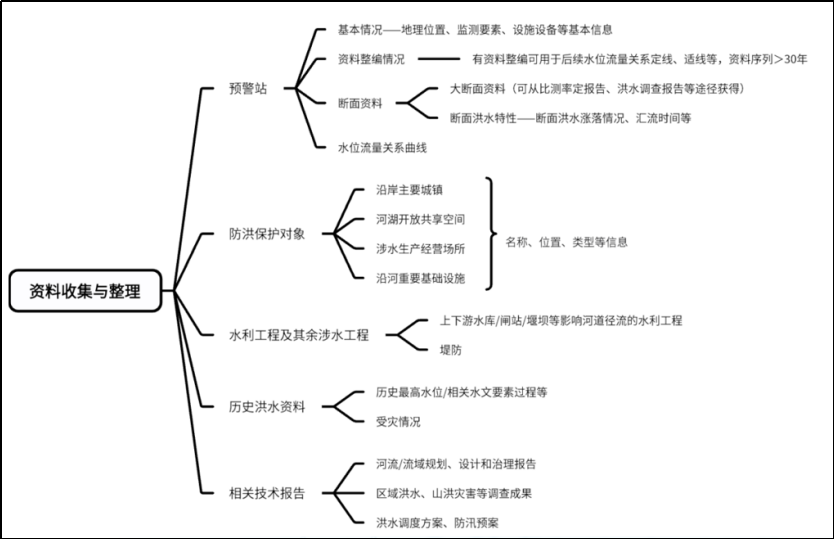 资料收集与整理
预警站
基本情况——地理位置、监测要素、设施设备等基本信息
资料整编情况
有资料整编可用于后续水位流量关系定线、适线等，资料序列＞30年
断面资料
大断面资料（可从比测率定报告、洪水调查报告等途径获得）
断面洪水特性——断面洪水涨落情况、汇流时间等
水位流量关系曲线
防洪保护对象
沿岸主要城镇
河湖开放共享空间
涉水生产经营场所
沿河重要基础设施
名称、位置、类型等信息
水利工程及其余涉水工程
上下游水库/闸站/堰坝等影响河道径流的水利工程
堤防
历史洪水资料
历史最高水位/相关水文要素过程等
受灾情况
相关技术报告
河流/流域规划、设计和治理报告
区域洪水、山洪灾害等调查成果
洪水调度方案、防汛预案